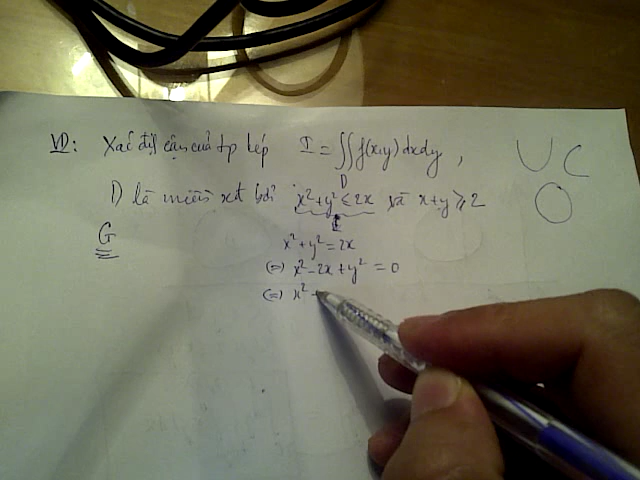 VD: Xác định cận của tp kép I = ∬f(x,y)dxdy,
D
D là miền xét bởi x²+y² ≤ 2x và x+y ≥ 2
G
x²+y² = 2x
(=) x²-2x+y² = 0
(=) x² -